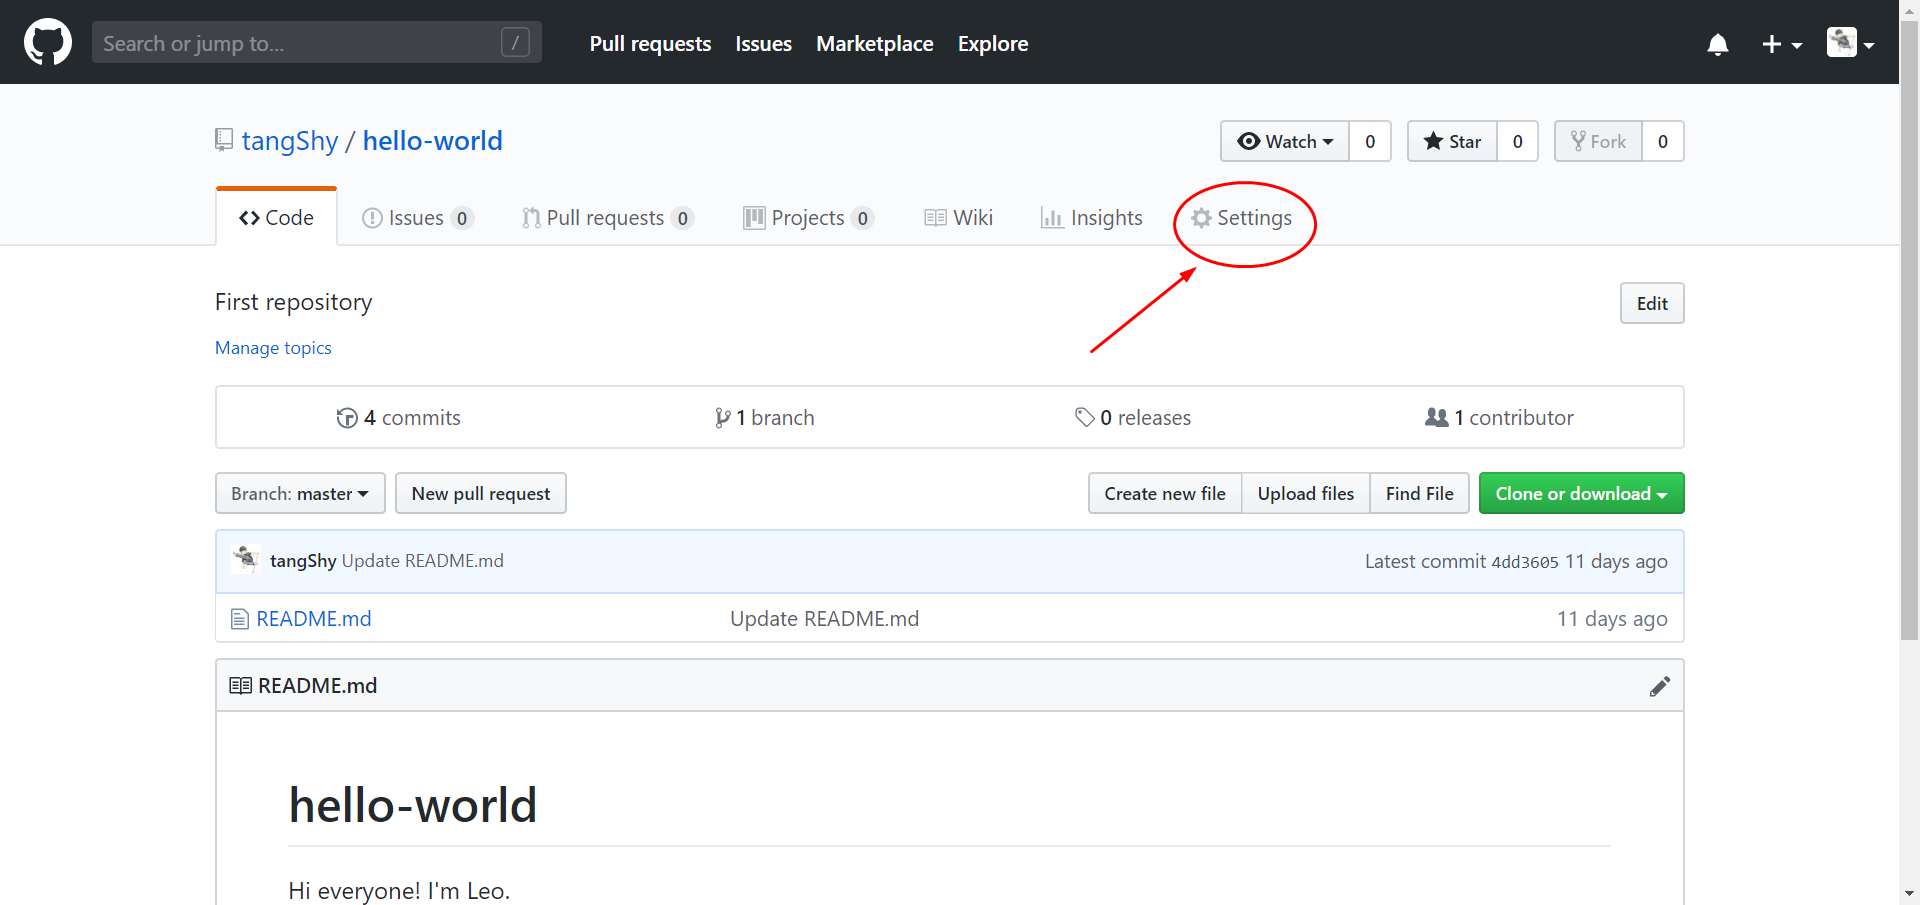 Search or jump to... /
Pull requests Issues Marketplace Explore
tangShy / hello-world
Watch 0 Star 0 Fork 0
Code Issues 0 Pull requests 0 Projects 0 Wiki Insights Settings
First repository
Edit
Manage topics
4 commits 1 branch 0 releases 1 contributor
Branch: master New pull request Create new file Upload files Find File Clone or download
tangShy Update README.md Latest commit 4dd3605 11 days ago
README.md Update README.md 11 days ago
README.md
hello-world
Hi everyone! I'm Leo.